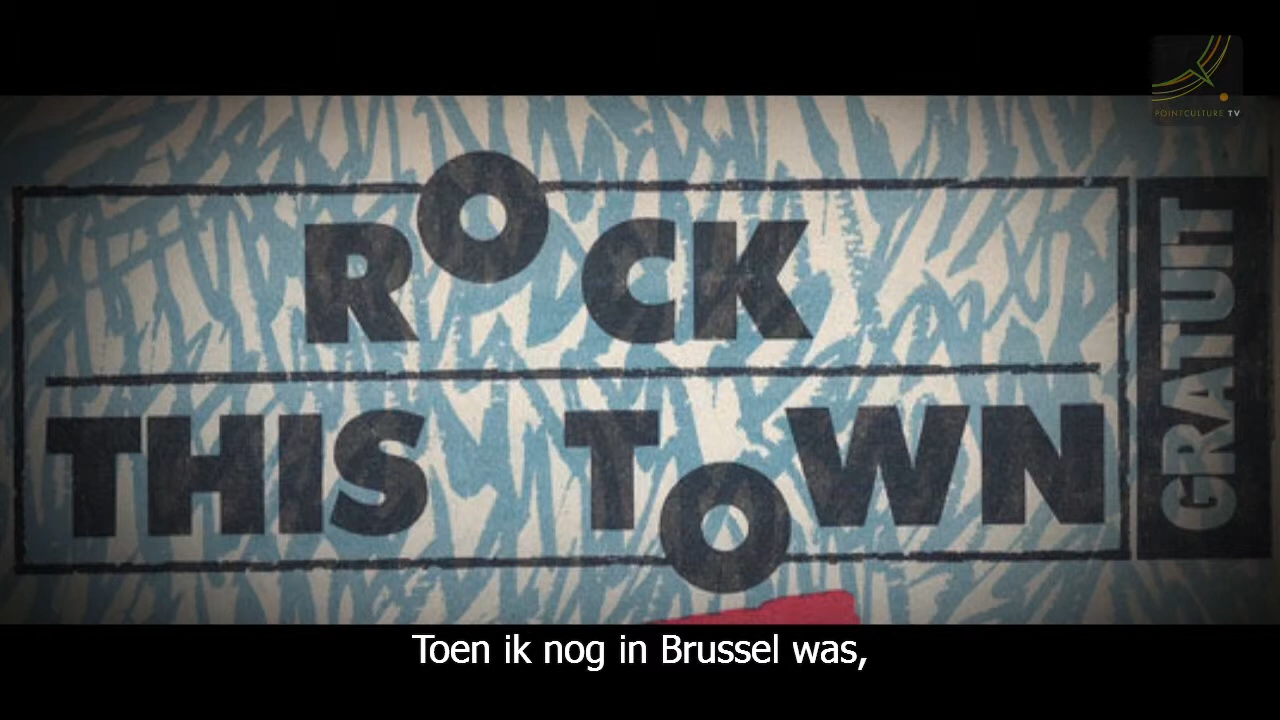 POINTCULTURE TV
ROCK
THIS TOWN
GRATUIT
Toen ik nog in Brussel was,